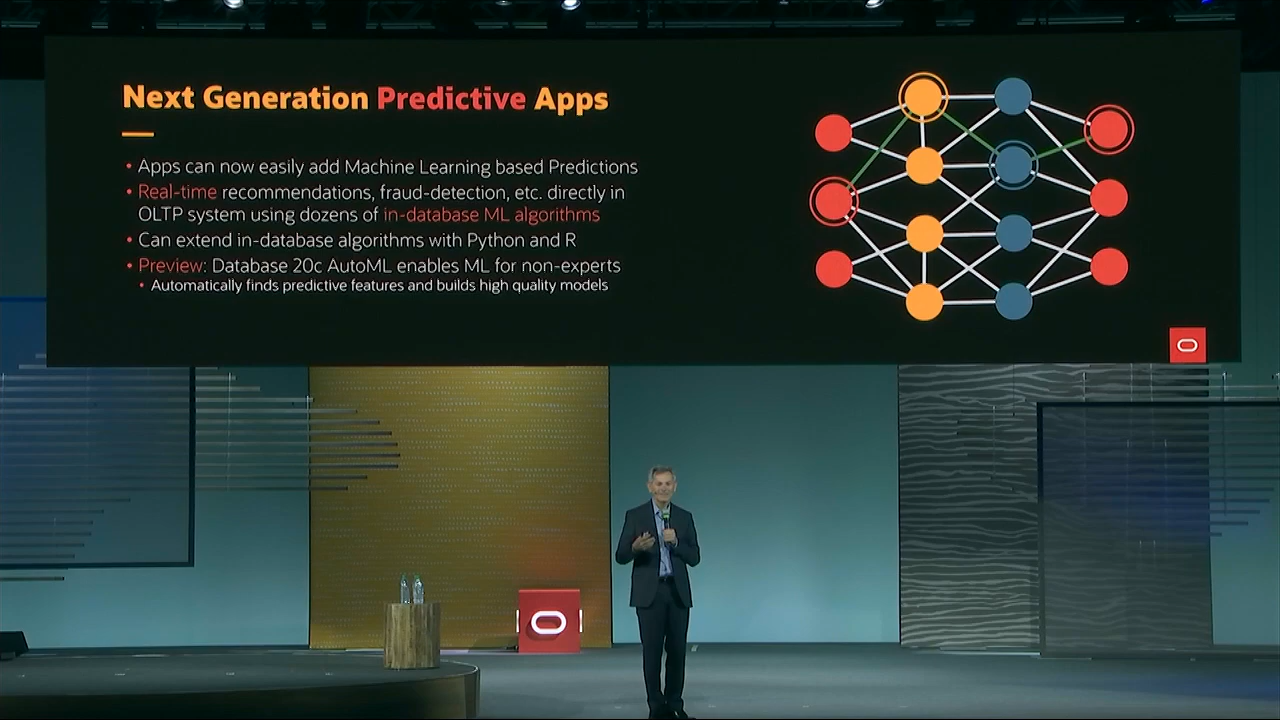 Next Generation Predictive Apps
• Apps can now easily add Machine Learning based Predictions
• Real-time recommendations, fraud-detection, etc. directly in
OLTP system using dozens of in-database ML algorithms
• Can extend in-database algorithms with Python and R
• Preview: Database 20c AutoML enables ML for non-experts
• Automatically finds predictive features and builds high quality models